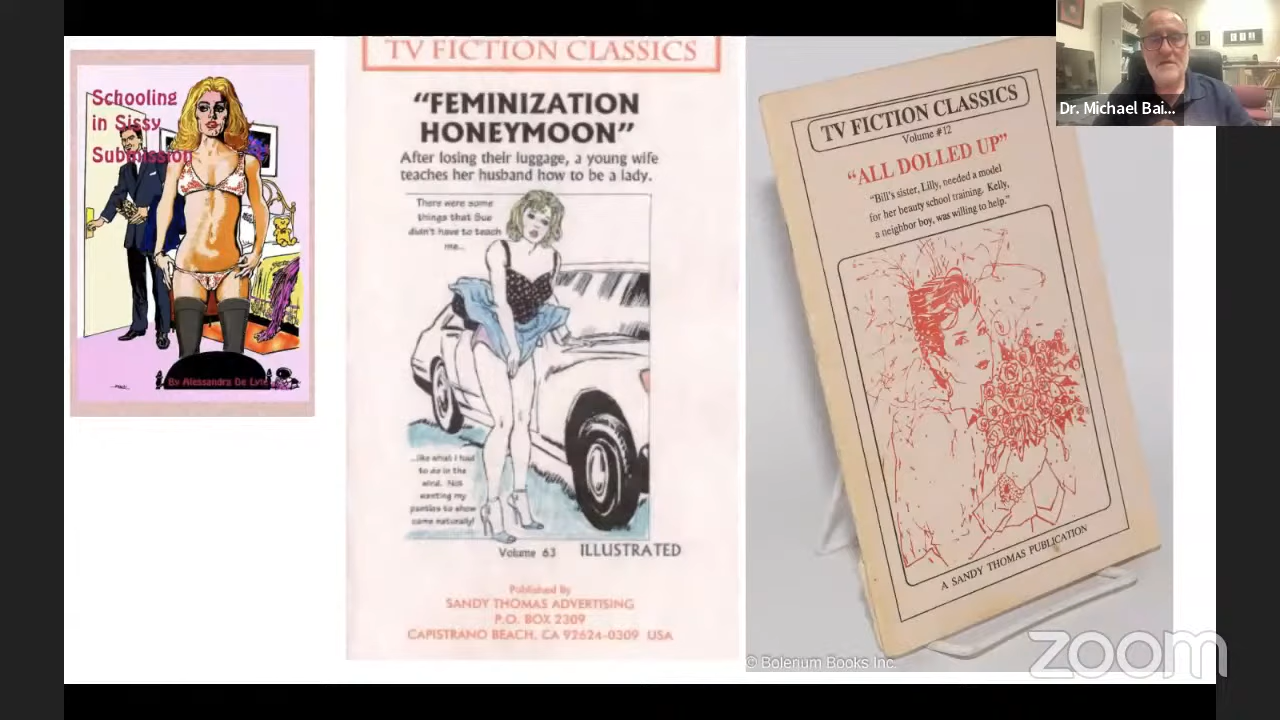 Schooling
in Sissy
Submission
By Alessandra De
TV FICTION CLASSICS
"FEMINIZATION
HONEYMOON"
After losing their luggage, a young wife
teaches her husband how to be a lady.
There were some
things that Sue
didn't have to teach
me...
...like what I had
to do in the
wind. Not
wanting my
panties to show
came naturally!
Volume 63 ILLUSTRATED
Published By
SANDY THOMAS ADVERTISING
P.O. BOX 2309
CAPISTRANO BEACH, CA 92624-0309 USA
TV FICTION CLASSICS
Volume #12
"ALL DOLLED UP"
"Bill's sister, Lilly, needed a model
for her beauty school training. Kelly,
a neighbor boy, was willing to help."
A SANDY THOMAS PUBLICATION
© Bolerium Books Inc.
Dr. Michael Bai...
zoom